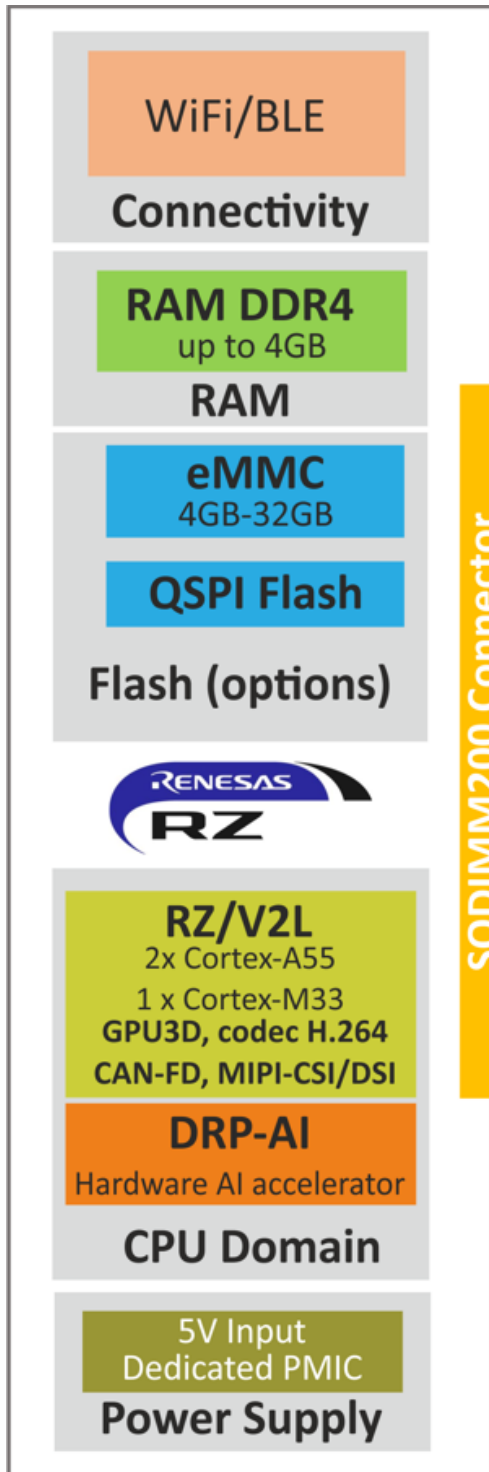 WiFi/BLE
Connectivity
RAM DDR4
up to 4GB
RAM
eMMC
4GB-32GB
QSPI Flash
Flash (options)
RENESAS
RZ
RZ/V2L
2x Cortex-A55
1 x Cortex-M33
GPU3D, codec H.264
CAN-FD, MIPI-CSI/DSI
DRP-AI
Hardware AI accelerator
CPU Domain
5V Input
Dedicated PMIC
Power Supply
SODIMM200 Connector